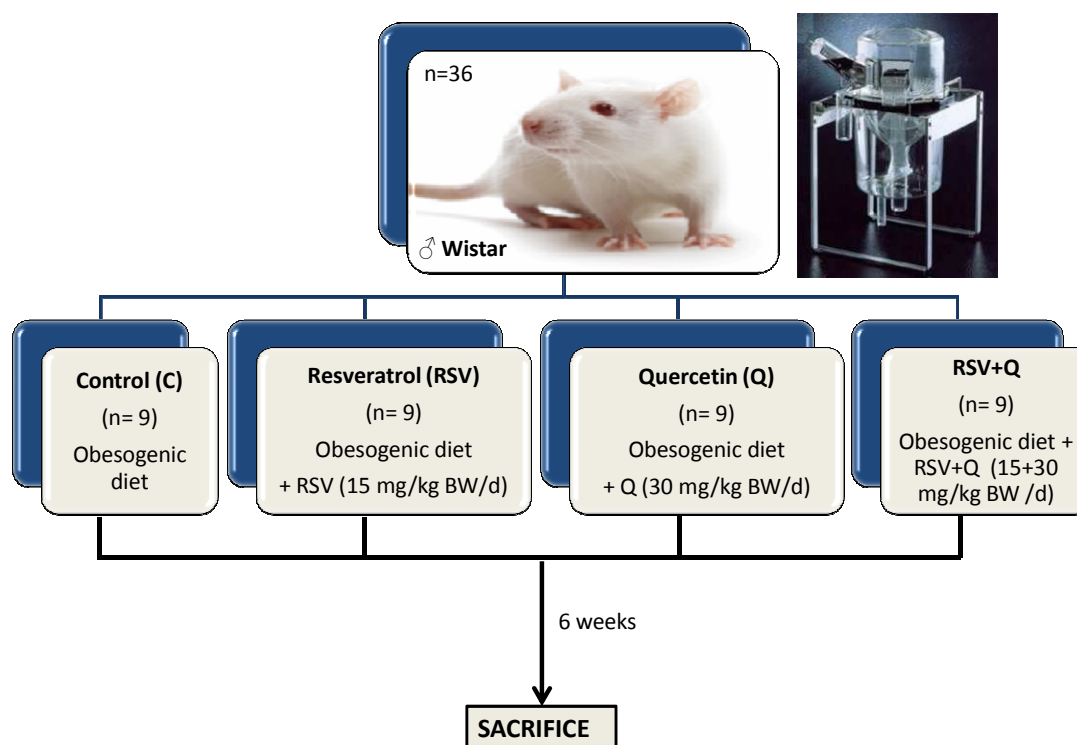 n=36
♂ Wistar
Control (C)
(n= 9)
Obesogenic
diet
Resveratrol (RSV)
(n= 9)
Obesogenic diet
+ RSV (15 mg/kg BW/d)
Quercetin (Q)
(n= 9)
Obesogenic diet
+ Q (30 mg/kg BW/d)
RSV+Q
(n= 9)
Obesogenic diet +
RSV+Q (15+30
mg/kg BW /d)
6 weeks
SACRIFICE